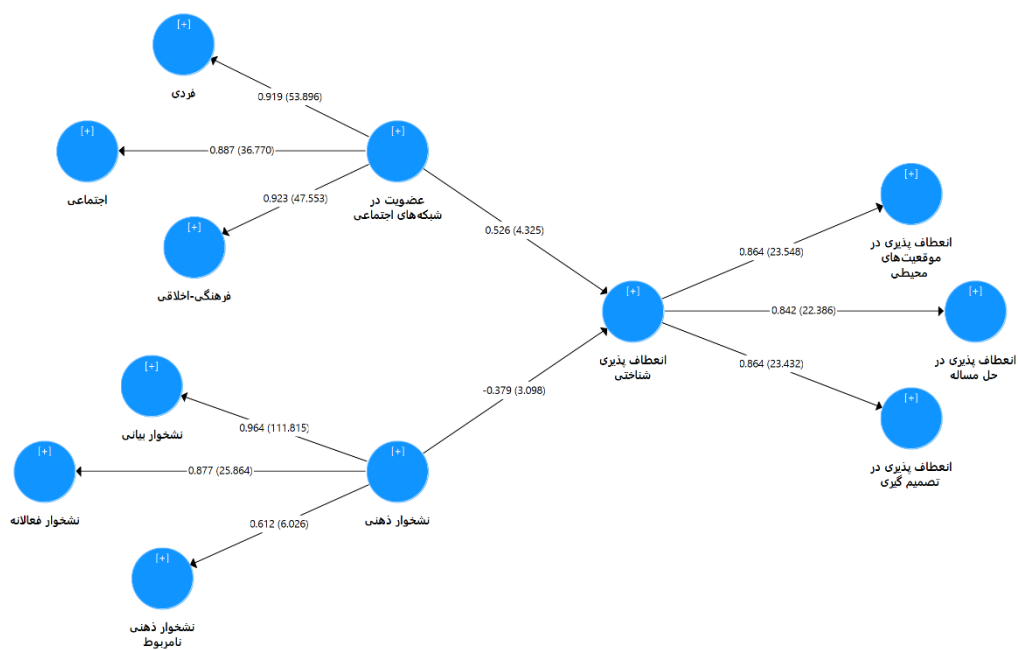 [+]
فردی
0.919 (53.896)
[+]
اجتماعی
0.887 (36.770)
[+]
عضویت در
شبکه‌های اجتماعی
0.923 (47.553)
[+]
فرهنگی-اخلاقی
0.526 (4.325)
[+]
انعطاف پذیری در
موقعیت‌های
محیطی
0.864 (23.548)
[+]
انعطاف پذیری
شناختی
0.842 (22.386)
[+]
انعطاف پذیری در
حل مساله
0.864 (23.432)
[+]
انعطاف پذیری در
تصمیم گیری
-0.379 (3.098)
[+]
نشخوار بیانی
0.964 (111.815)
[+]
نشخوار فعالانه
0.877 (25.864)
[+]
نشخوار ذهنی
0.612 (6.026)
[+]
نشخوار ذهنی
نامربوط